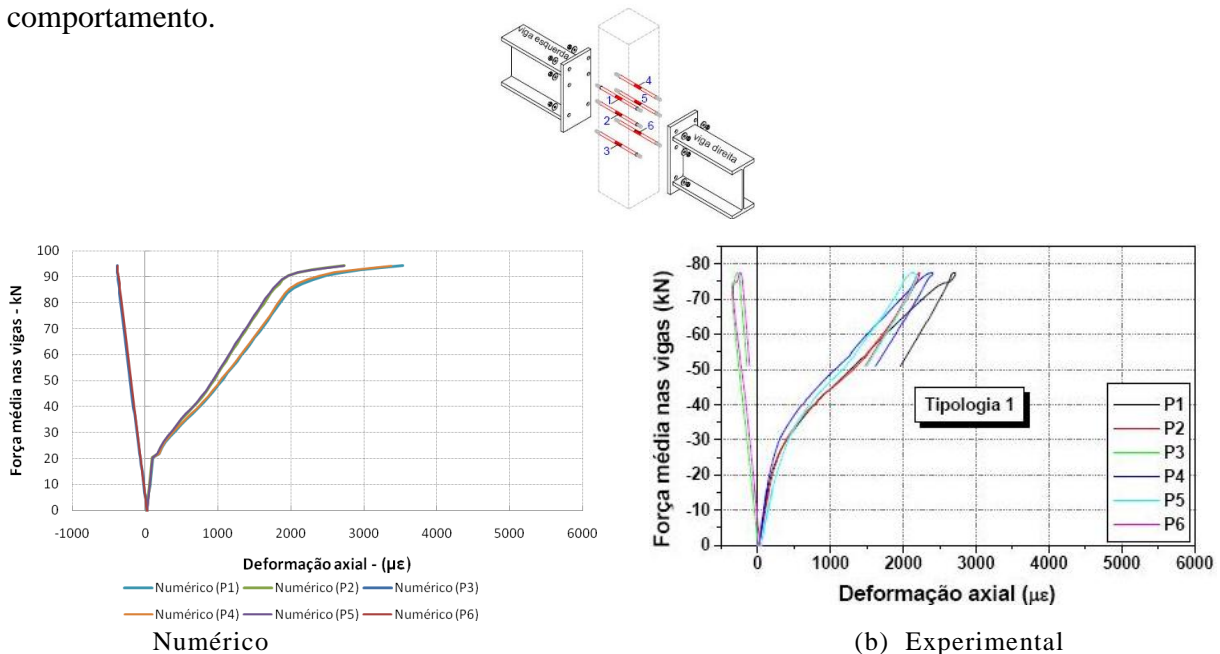 comportamento.
viga esquerda
4
1
5
2
6
3
viga direita
Força média nas vigas - kN
100
90
80
70
60
50
40
30
20
10
0
-1000 0 1000 2000 3000 4000 5000 6000
Deformação axial - (με)
Numérico (P1) Numérico (P2) Numérico (P3)
Numérico (P4) Numérico (P5) Numérico (P6)
Numérico
Força média nas vigas (kN)
-80
-70
-60
-50
-40
-30
-20
-10
0
Tipologia 1
P1
P2
P3
P4
P5
P6
0 1000 2000 3000 4000 5000 6000
Deformação axial (με)
(b) Experimental